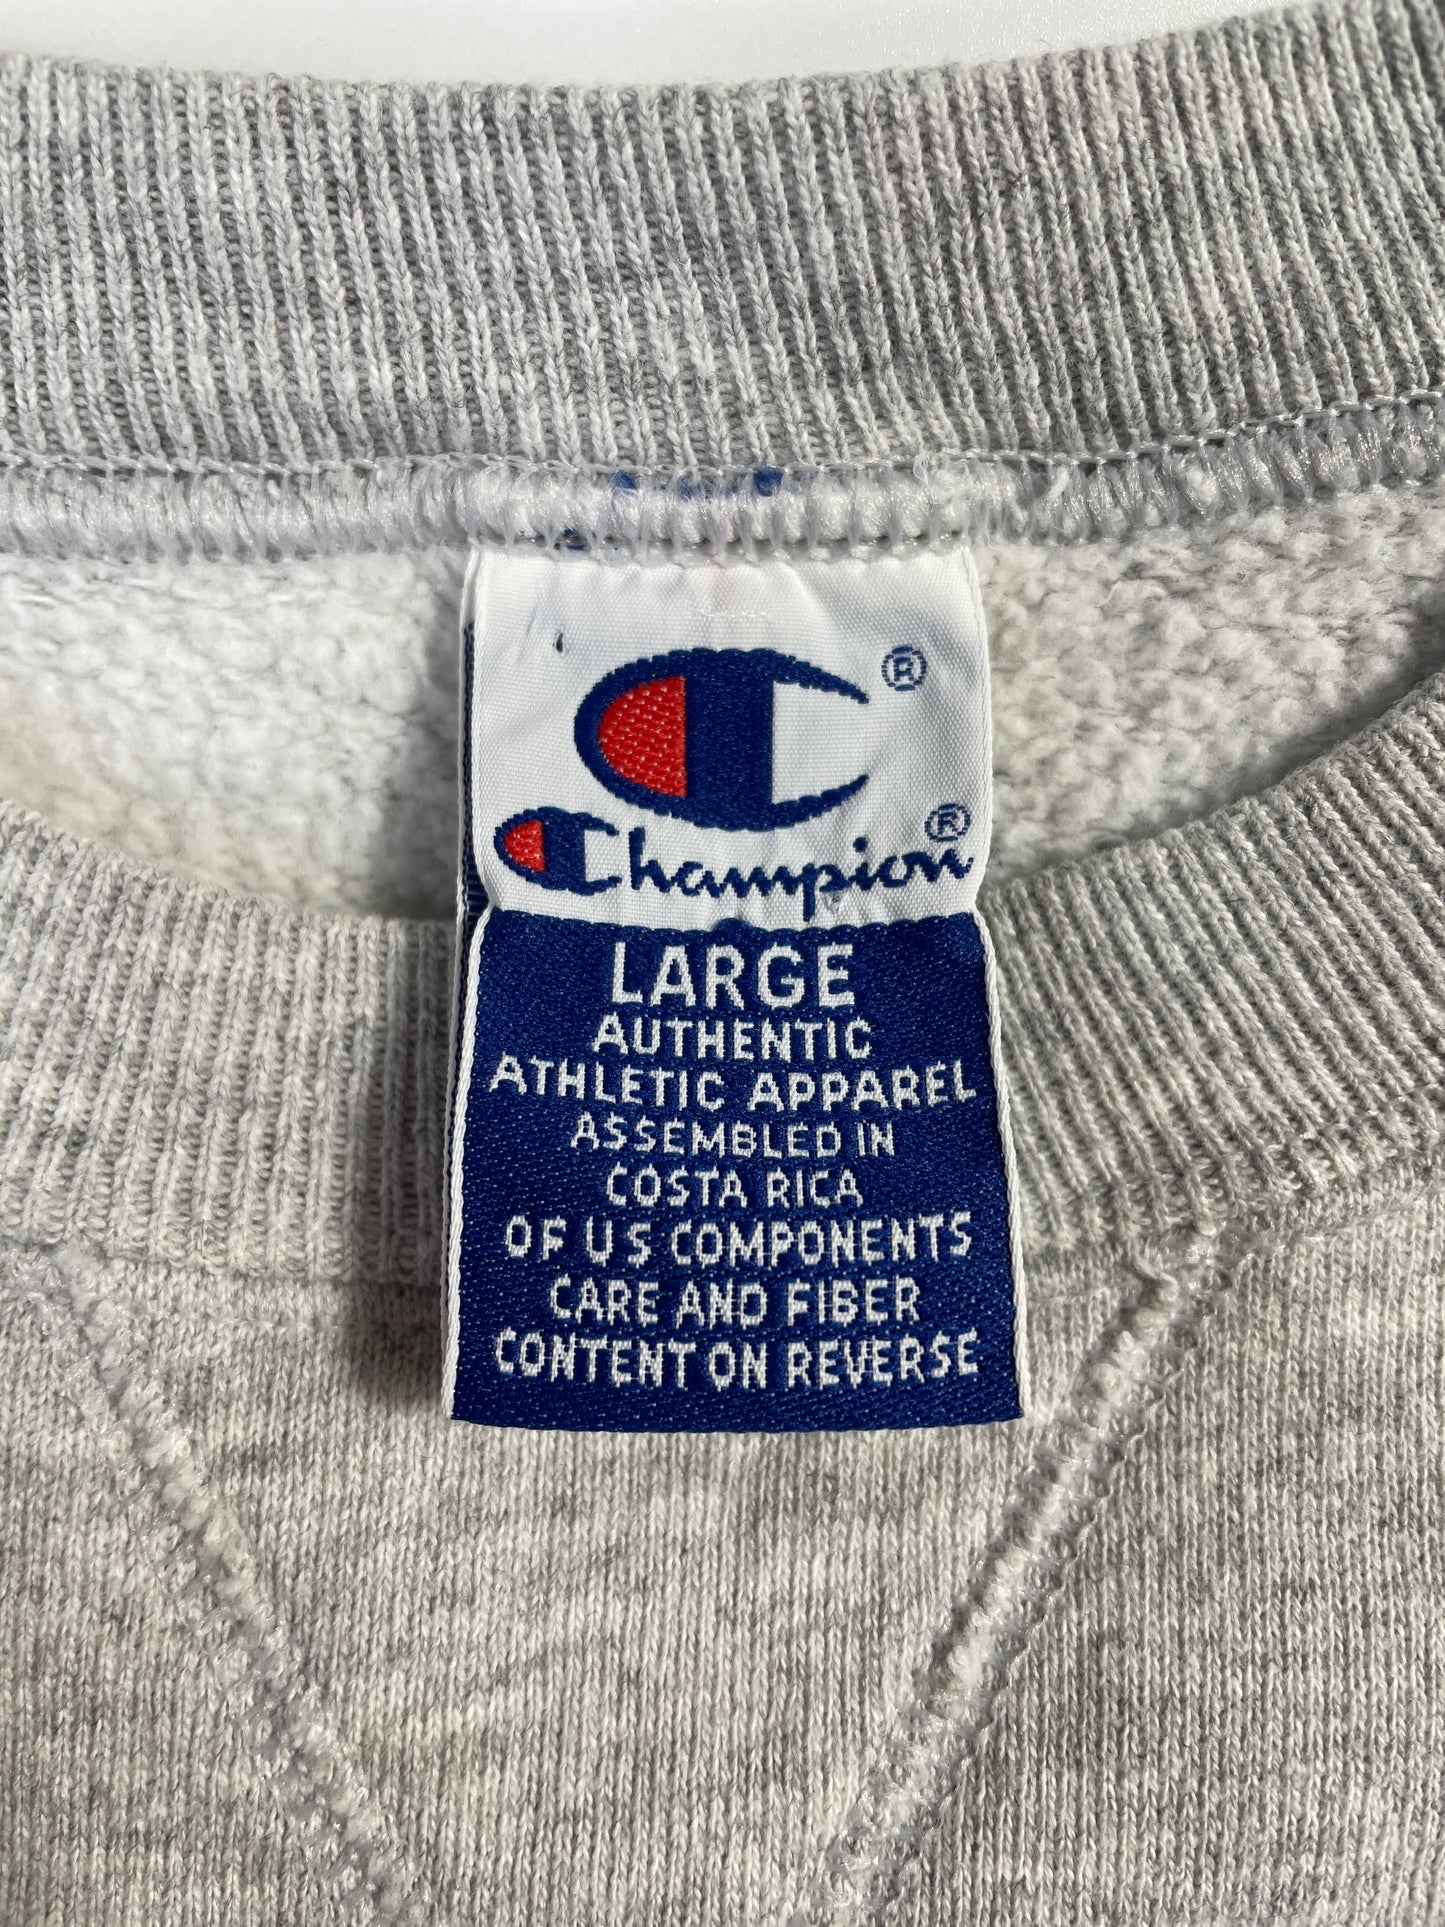 ®
Champion®
LARGE
AUTHENTIC
ATHLETIC APPAREL
ASSEMBLED IN
COSTA RICA
OF US COMPONENTS
CARE AND FIBER
CONTENT ON REVERSE